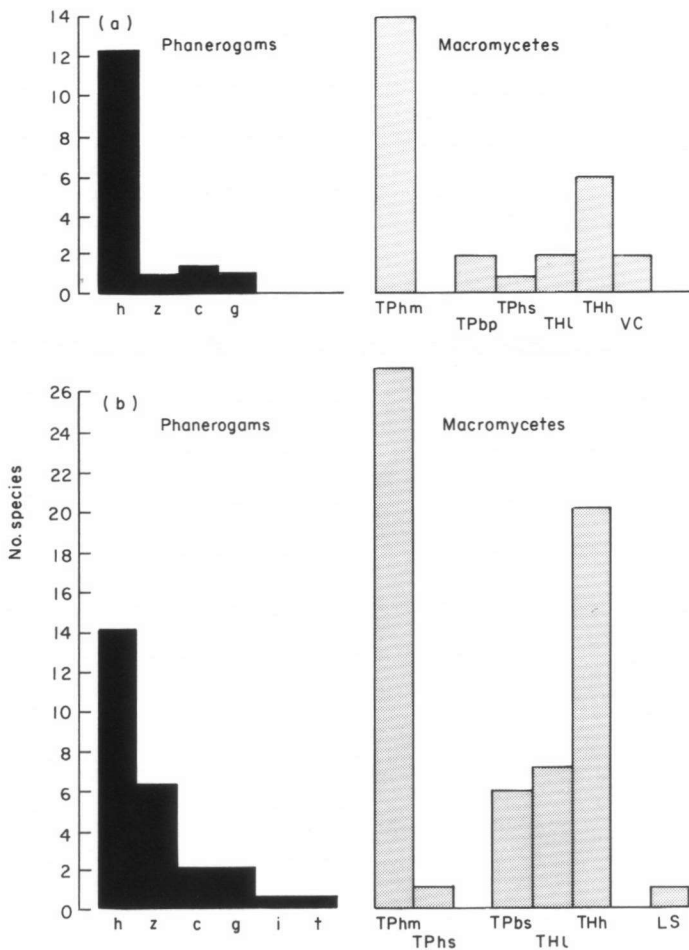 (a)
Phanerogams
Macromycetes
14
12
10
8
6
4
2
0
h z c g
TPhm TPhs THh
TPbp THl VC
(b)
Phanerogams
Macromycetes
No. species
26
24
22
20
18
16
14
12
10
8
6
4
2
0
h z c g i t
TPhm TPbs THh LS
TPhs THl